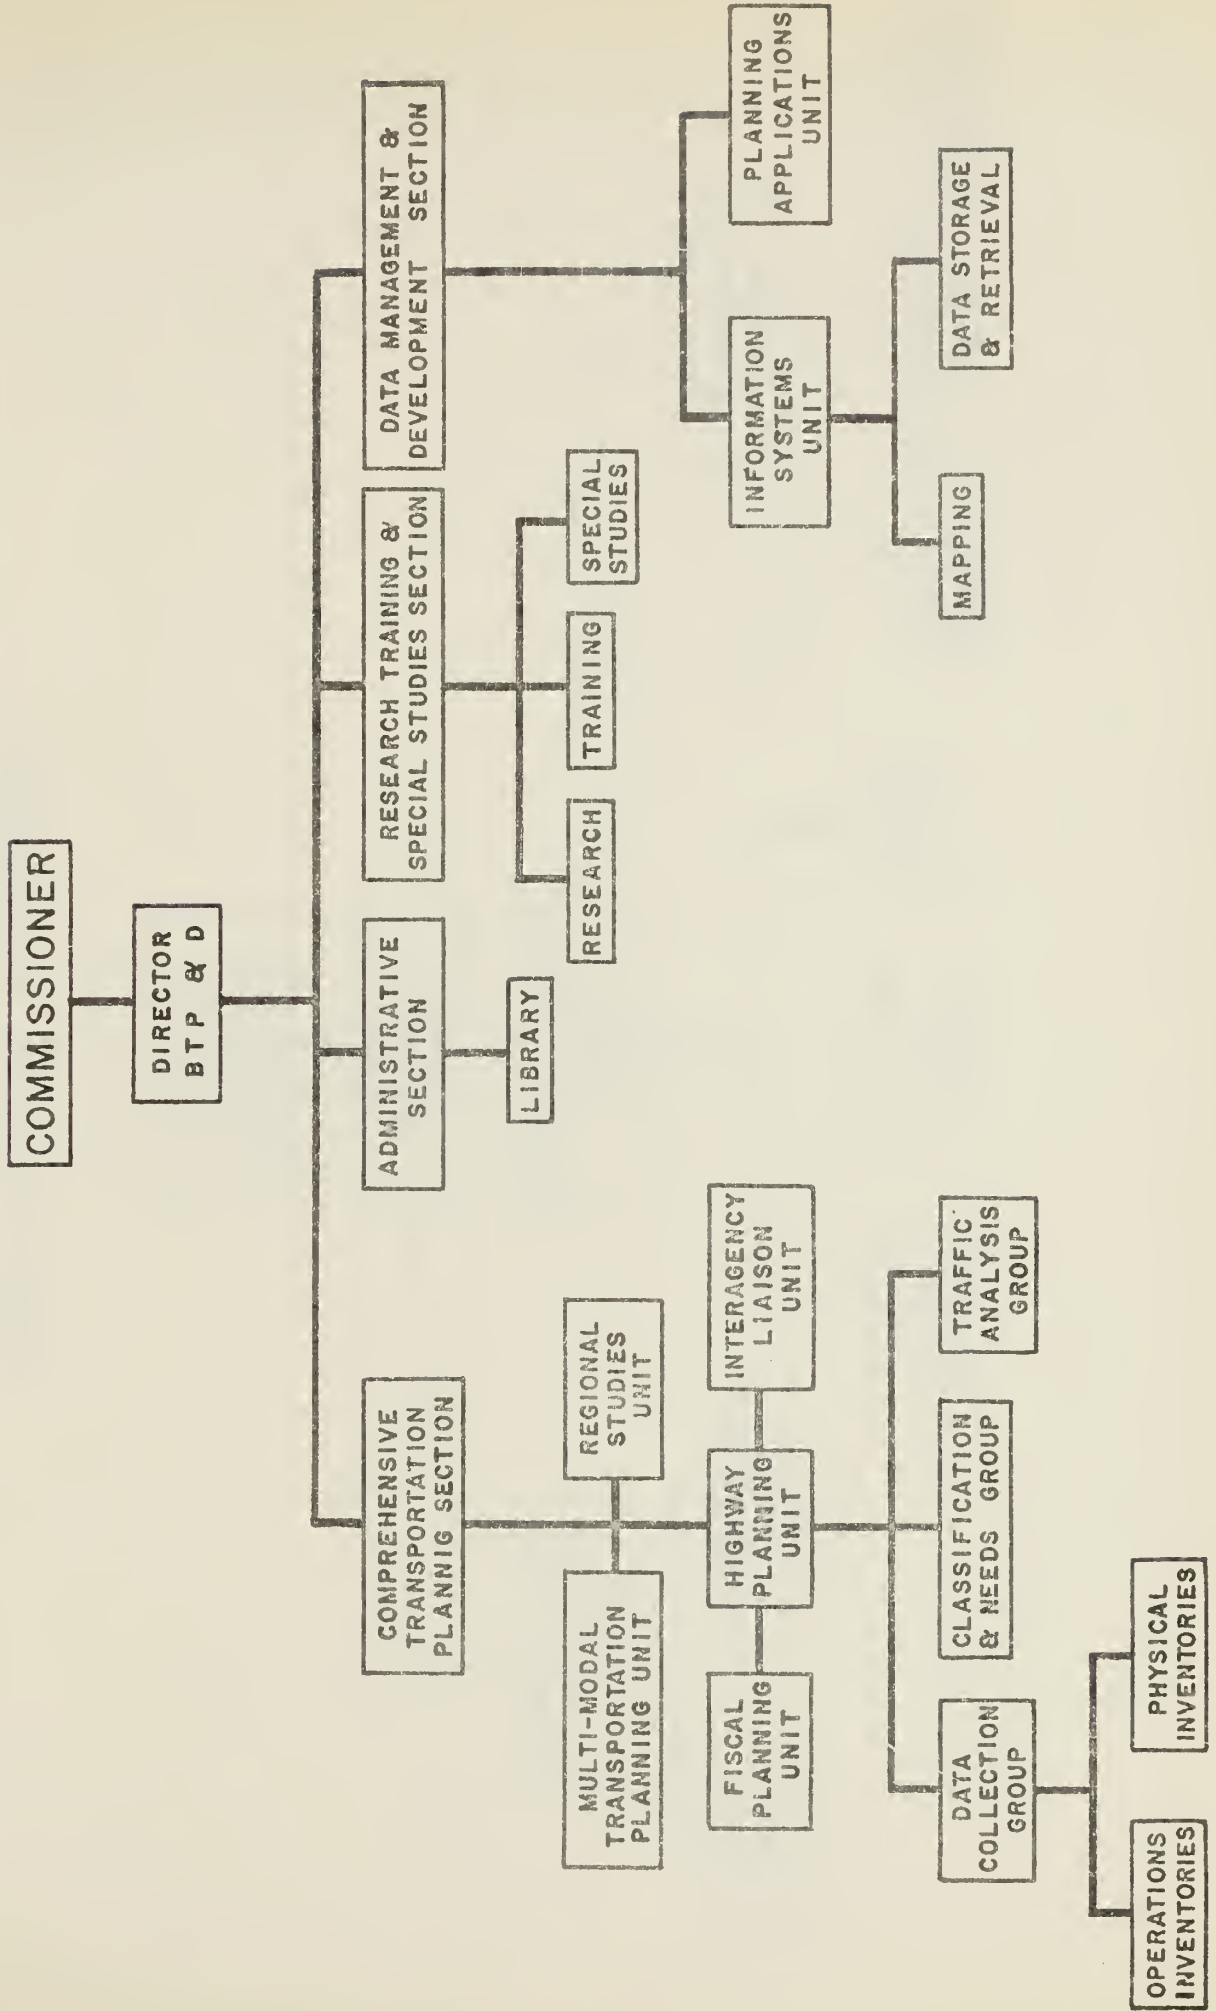 COMMISSIONER
DIRECTOR
BTP & D
COMPREHENSIVE
TRANSPORTATION
PLANNIG SECTION
ADMINISTRATIVE
SECTION
RESEARCH TRAINING &
SPECIAL STUDIES SECTION
DATA MANAGEMENT &
DEVELOPMENT SECTION
LIBRARY
RESEARCH
TRAINING
SPECIAL
STUDIES
MULTI-MODAL
TRANSPORTATION
PLANNING UNIT
REGIONAL
STUDIES
UNIT
FISCAL
PLANNING
UNIT
HIGHWAY
PLANNING
UNIT
INTERAGENCY
LIAISON
UNIT
INFORMATION
SYSTEMS
UNIT
PLANNING
APPLICATIONS
UNIT
DATA
COLLECTION
GROUP
CLASSIFICATION
& NEEDS GROUP
TRAFFIC
ANALYSIS
GROUP
MAPPING
DATA STORAGE
& RETRIEVAL
OPERATIONS
INVENTORIES
PHYSICAL
INVENTORIES